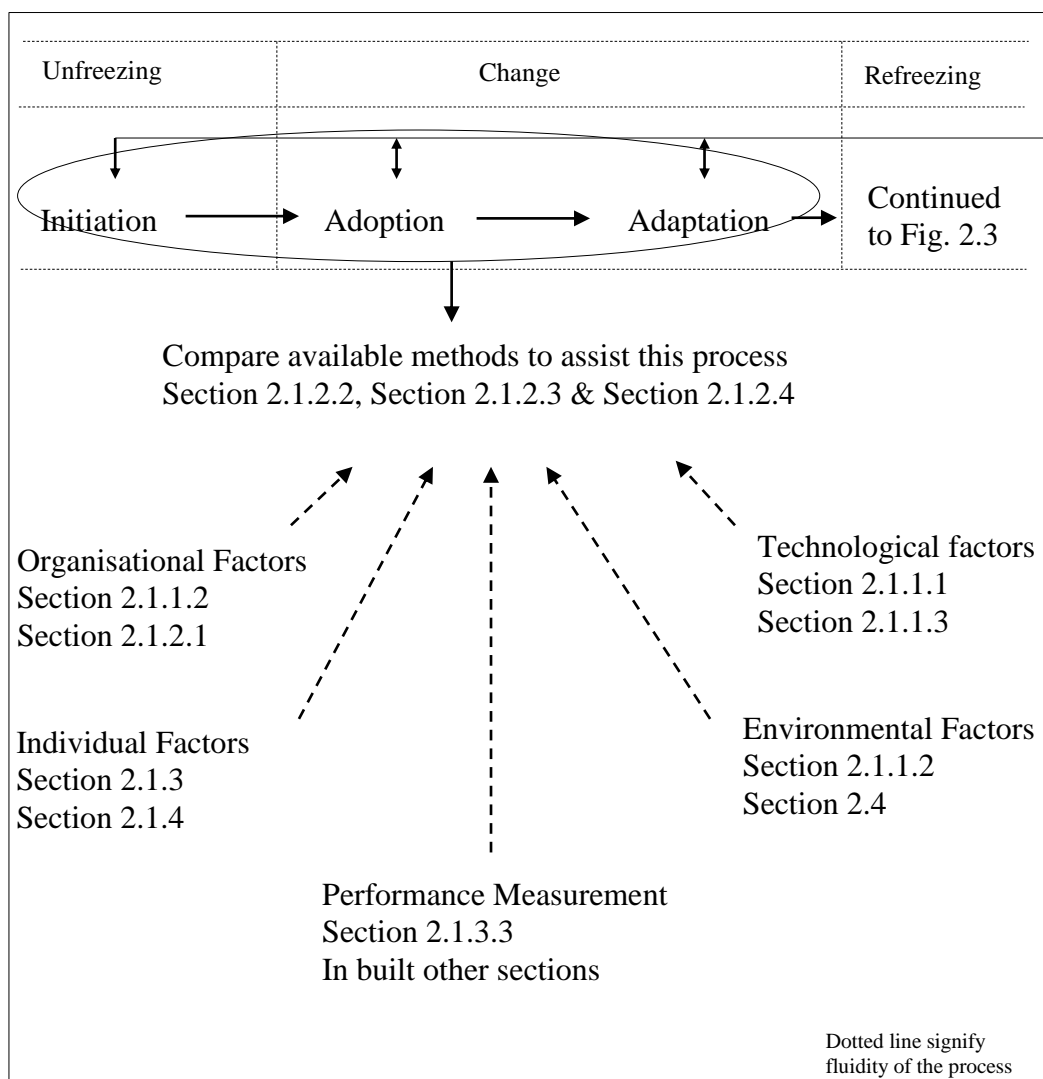 Unfreezing
Change
Refreezing
Initiation
Adoption
Adaptation
Continued
to Fig. 2.3
Compare available methods to assist this process
Section 2.1.2.2, Section 2.1.2.3 & Section 2.1.2.4
Organisational Factors
Section 2.1.1.2
Section 2.1.2.1
Technological factors
Section 2.1.1.1
Section 2.1.1.3
Individual Factors
Section 2.1.3
Section 2.1.4
Environmental Factors
Section 2.1.1.2
Section 2.4
Performance Measurement
Section 2.1.3.3
In built other sections
Dotted line signify
fluidity of the process